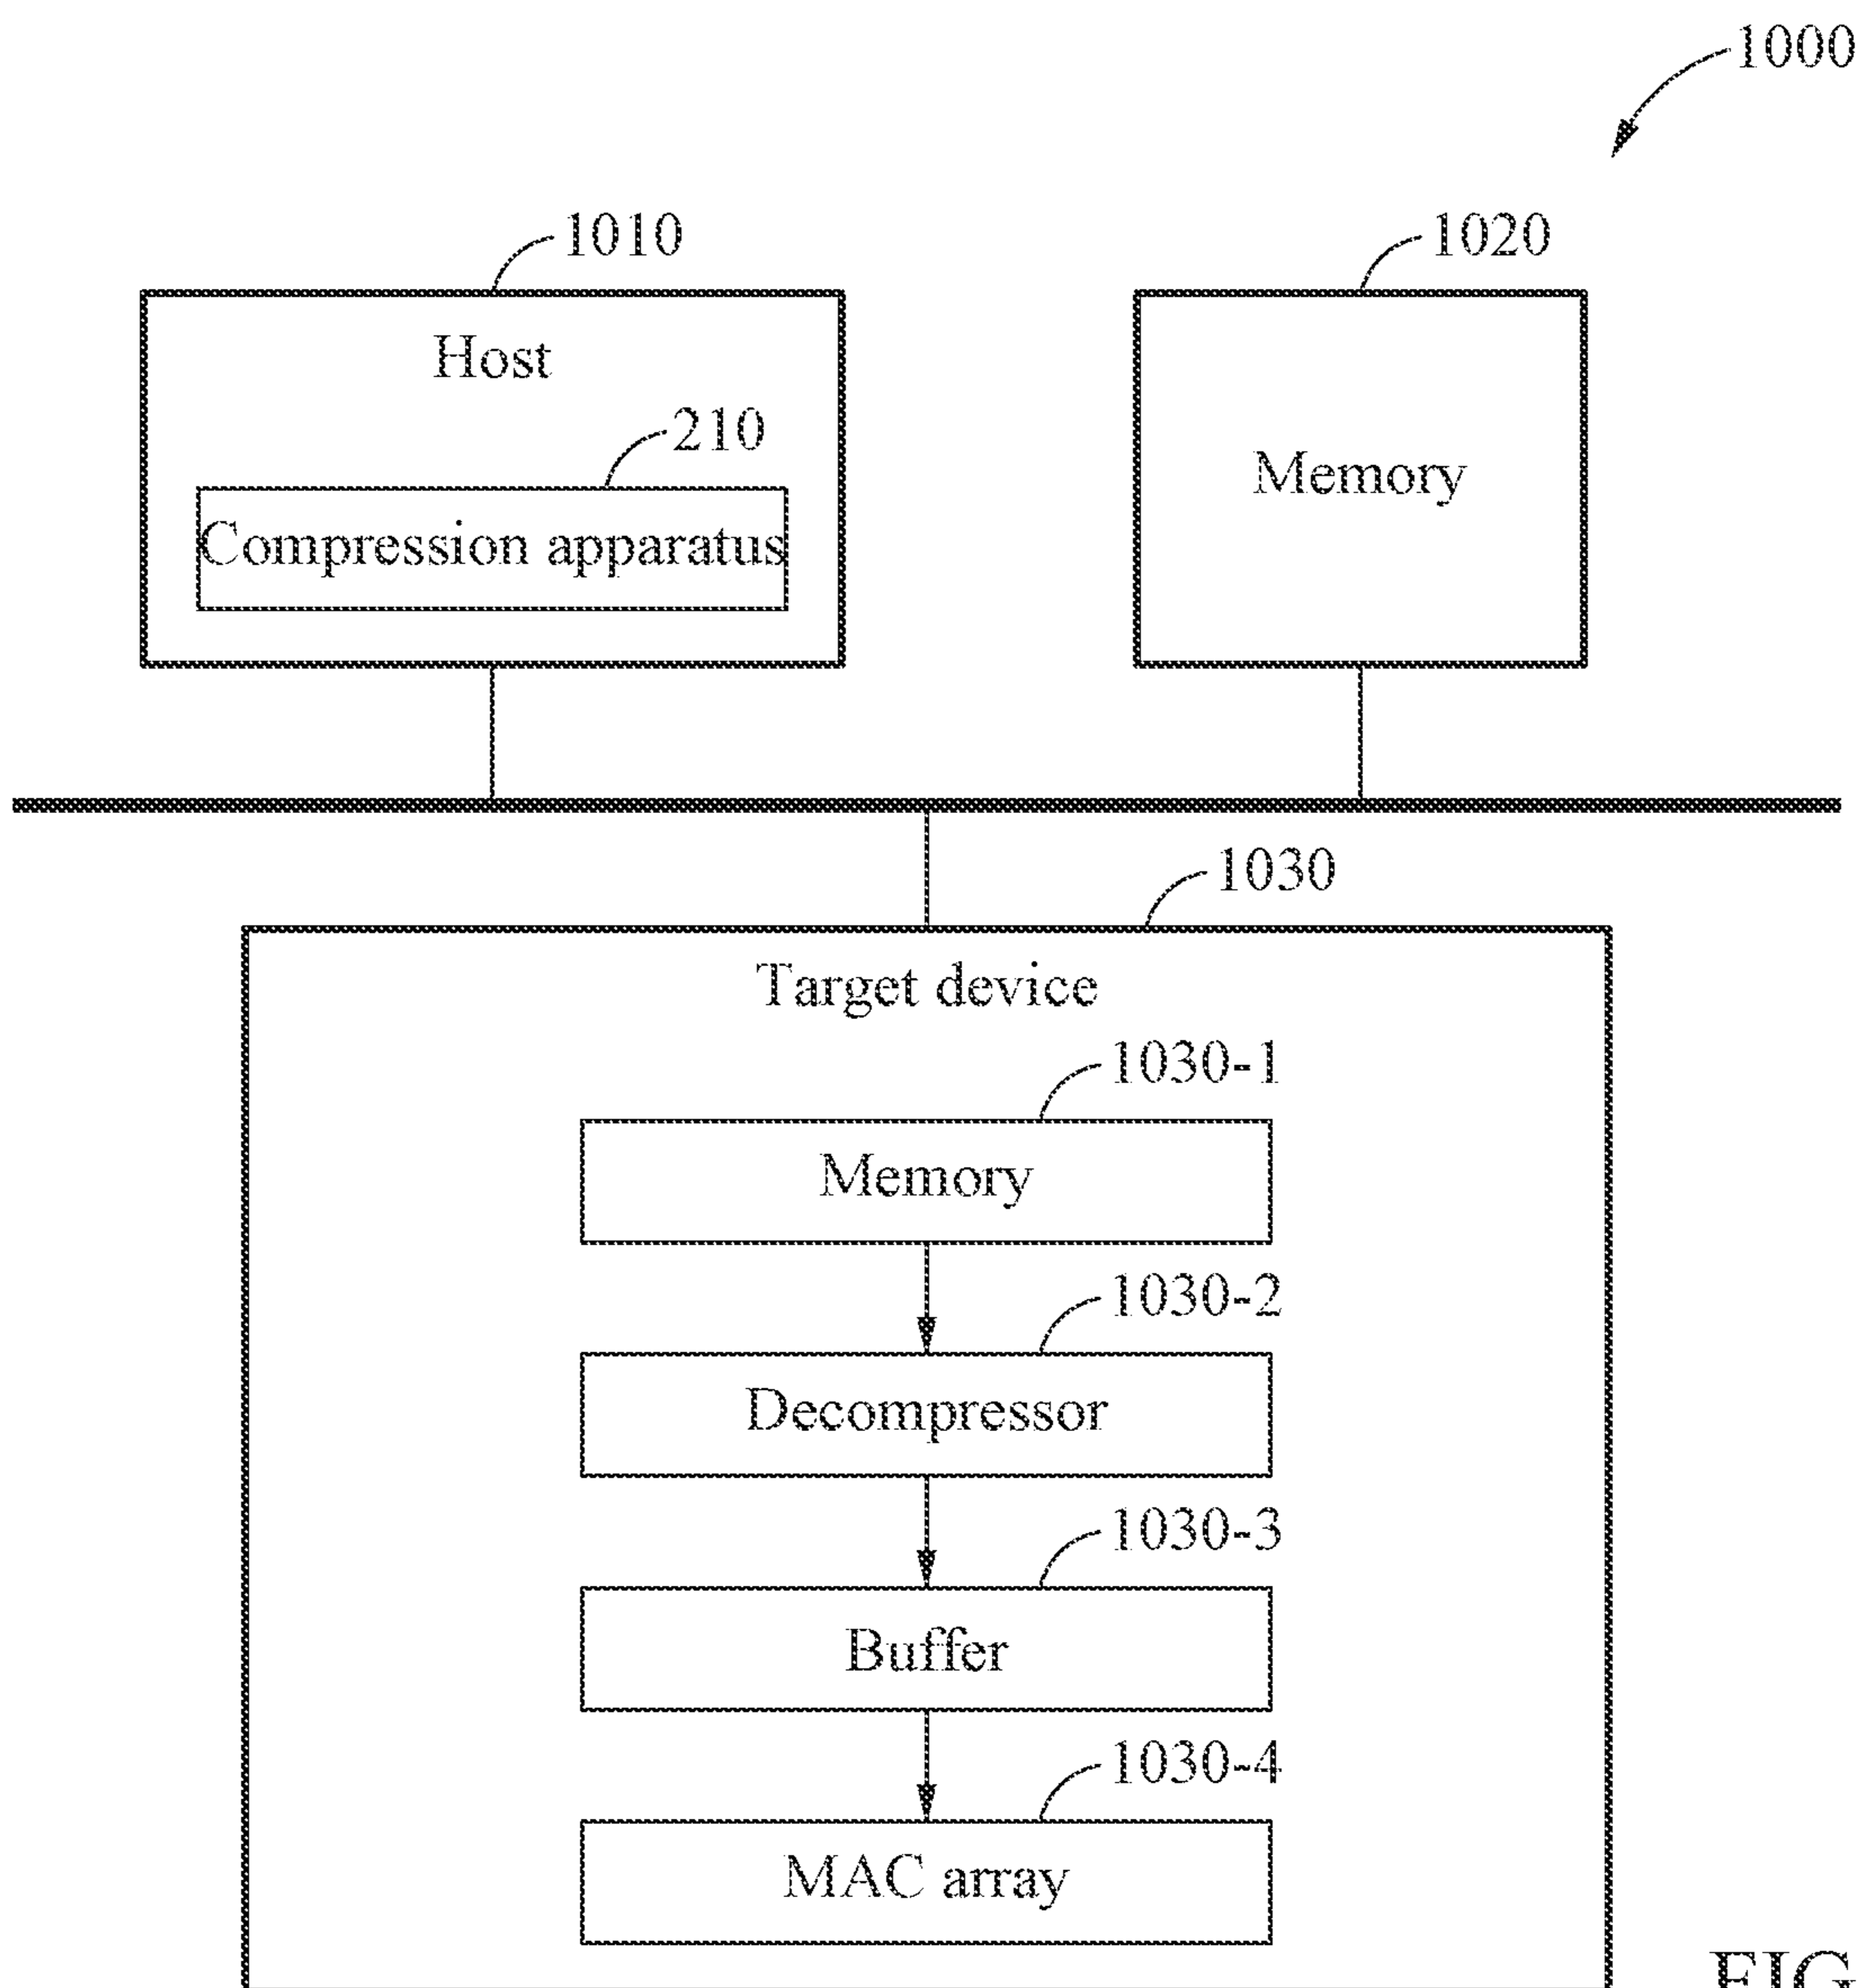 1000
1010
1020
Host
210
Compression apparatus
Memory
1030
Target device
1030-1
Memory
1030-2
Decompressor
1030-3
Buffer
1030-4
MAC array
FIG